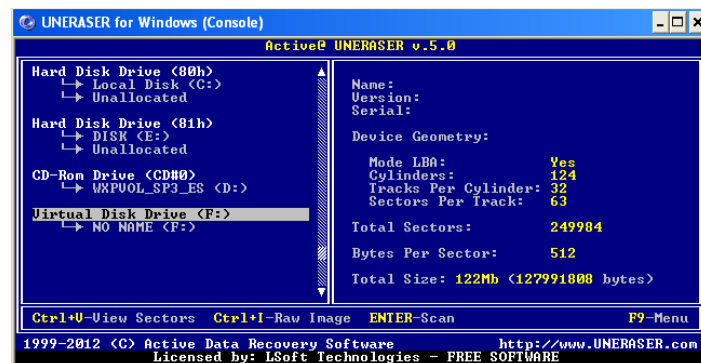 UNERASER for Windows (Console)
Active@ UNERASER v.5.0
Hard Disk Drive (80h)
Local Disk (C:)
Unallocated
Hard Disk Drive (81h)
DISK (E:)
Unallocated
CD-Rom Drive (CD#0)
WXPVOL_SP3_ES (D:)
Virtual Disk Drive (F:)
NO NAME (F:)
Name:
Version:
Serial:
Device Geometry:
Mode LBA: Yes
Cylinders: 124
Tracks Per Cylinder: 32
Sectors Per Track: 63
Total Sectors: 249984
Bytes Per Sector: 512
Total Size: 122Mb (127991808 bytes)
Ctrl+V-View Sectors Ctrl+I-Raw Image ENTER-Scan F9-Menu
1999-2012 (C) Active Data Recovery Software http://www.UNERASER.com
Licensed by: LSoft Technologies - FREE SOFTWARE